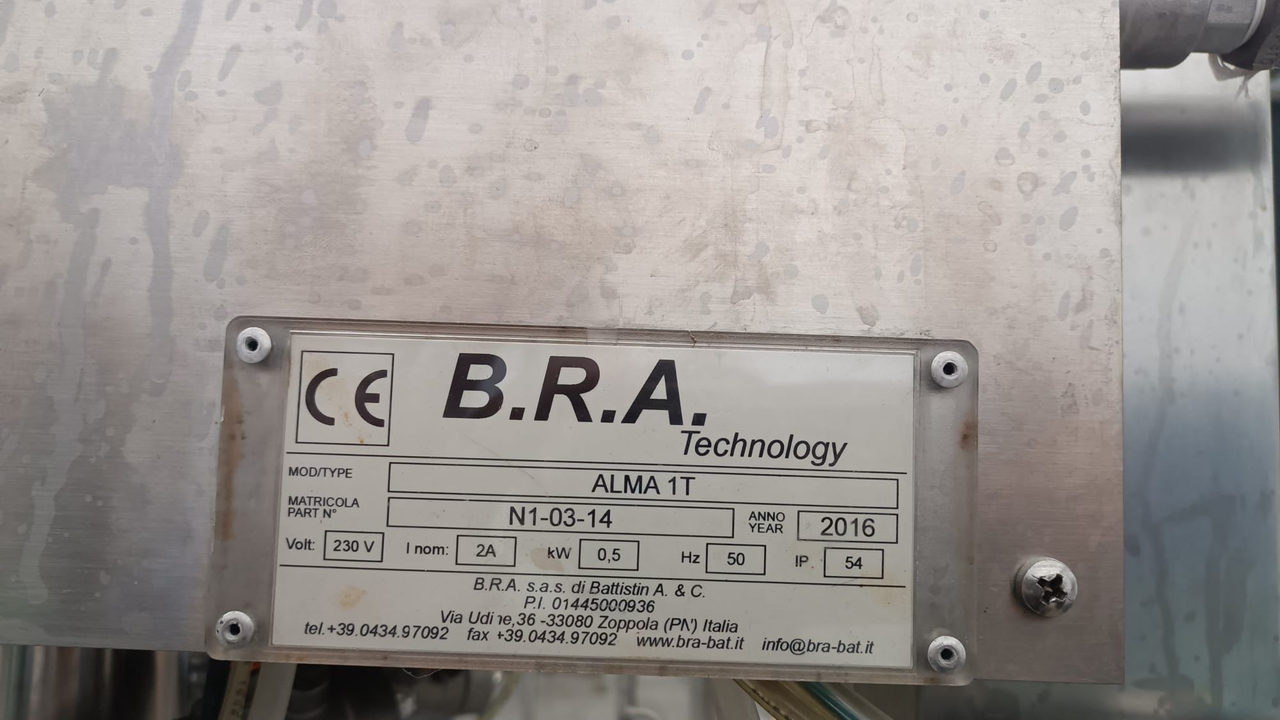 CE B.R.A.
Technology
MOD/TYPE ALMA 1T
MATRICOLA
PART N° N1-03-14 ANNO
YEAR 2016
Volt: 230 V I nom: 2A kW 0,5 Hz 50 IP 54
B.R.A. s.a.s. di Battistin A. & C.
P.I. 01445000936
Via Udine,36 -33080 Zoppola (PN) Italia
tel.+39.0434.97092 fax +39.0434.97092 www.bra-bat.it info@bra-bat.it